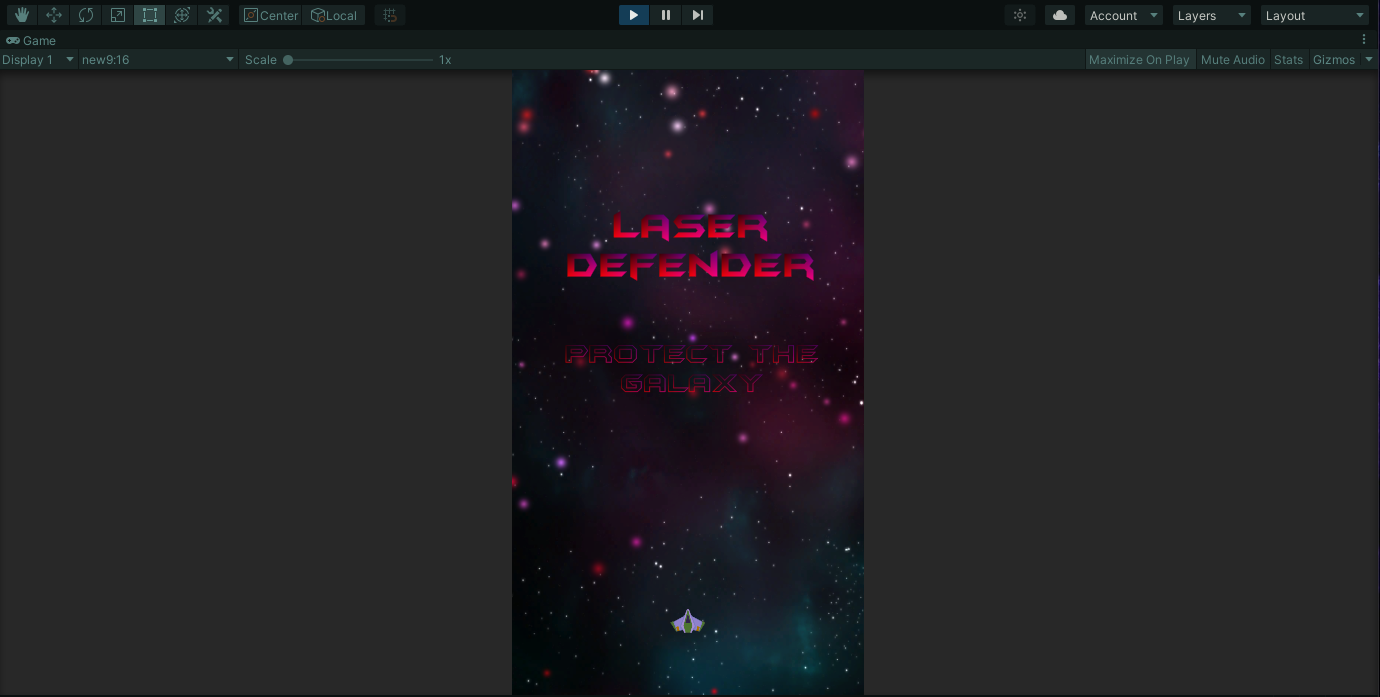 Center
Local
Account
Layers
Layout
Game
Display 1
new9:16
Scale
1x
Maximize On Play
Mute Audio
Stats
Gizmos
LASER
DEFENDER
PROTECT THE
GALAXY